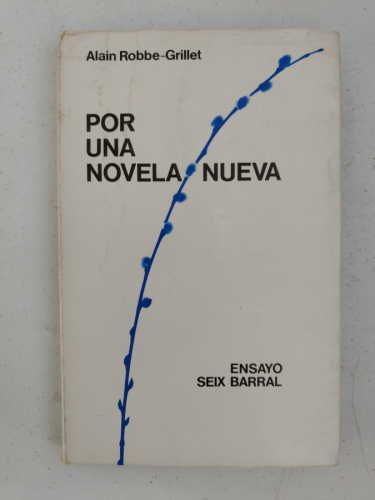 Alain Robbe-Grillet
POR
UNA
NOVELA NUEVA
ENSAYO
SEIX BARRAL